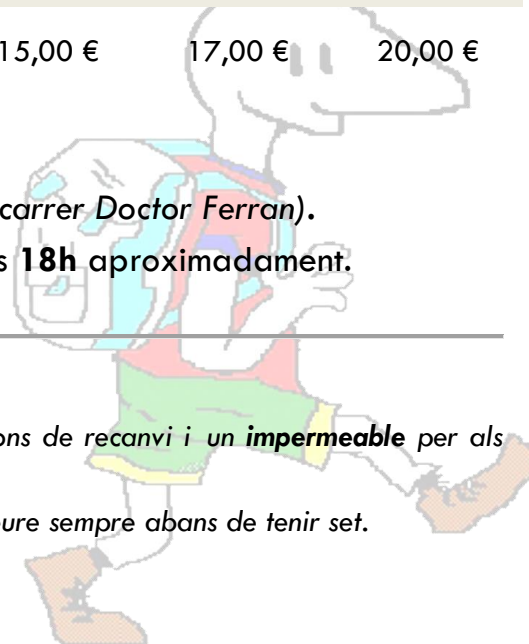 15,00 € 17,00 € 20,00 €
carrer Doctor Ferran).
s 18h aproximadament.
ons de recanvi i un impermeable per als
ure sempre abans de tenir set.